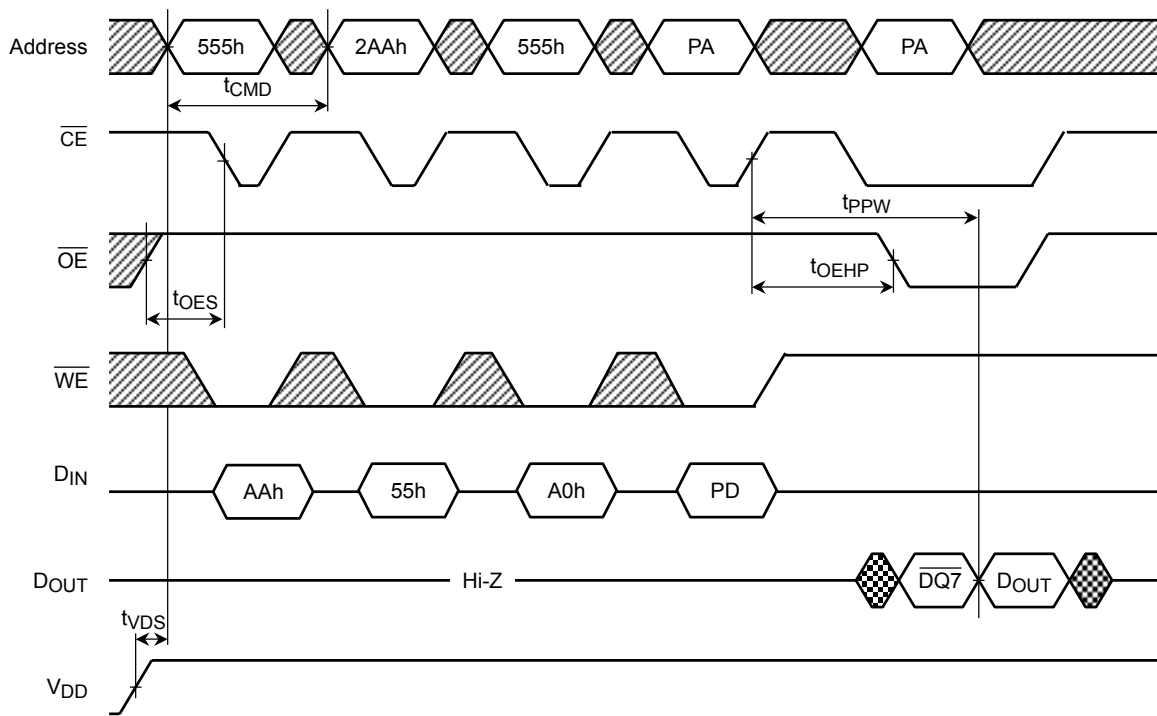 Address 555h 2AAh 555h PA PA
tCMD
CE
tPPW
OE
tOEHP
tOES
WE
DIN AAh 55h A0h PD
DOUT Hi-Z DQ7 DOUT
tVDS
VDD